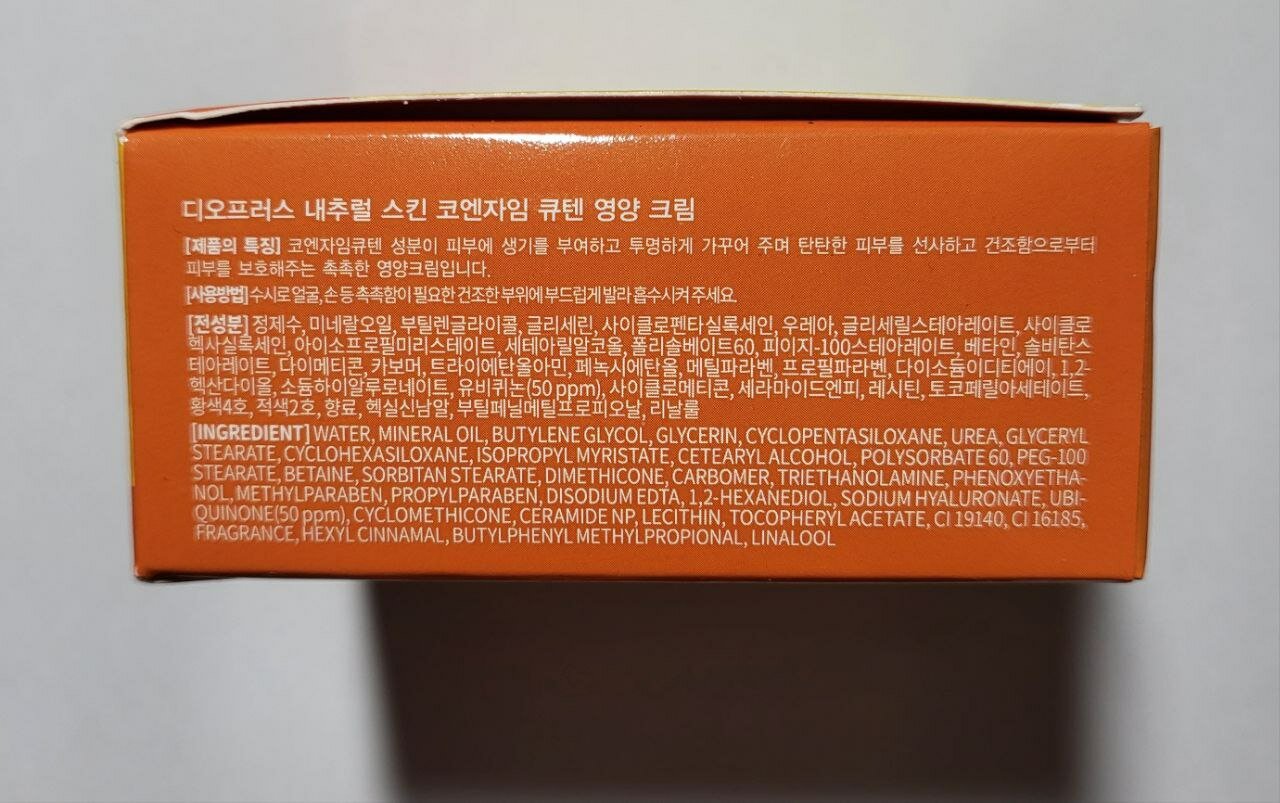 디오프러스 내추럴 스킨 코엔자임 큐텐 영양 크림
[제품의 특징] 코엔자임큐텐 성분이 피부에 생기를 부여하고 투명하게 가꾸어 주며 탄탄한 피부를 선사하고 건조함으로부터
피부를 보호해주는 촉촉한 영양크림입니다.
[사용방법] 수시로 얼굴, 손 등 촉촉함이 필요한 건조한 부위에 부드럽게 발라 흡수시켜 주세요.
[전성분] 정제수, 미네랄오일, 부틸렌글라이콜, 글리세린, 사이클로펜타실록세인, 우레아, 글리세릴스테아레이트, 사이클로
헥사실록세인, 아이소프로필미리스테이트, 세테아릴알코올, 폴리솔베이트60, 피이지-100스테아레이트, 베타인, 솔비탄스
테아레이트, 다이메티콘, 카보머, 트라이에탄올아민, 페녹시에탄올, 메틸파라벤, 프로필파라벤, 다이소듐이디티에이, 1,2-
헥산다이올, 소듐하이알루로네이트, 유비퀴논(50 ppm), 사이클로메티콘, 세라마이드엔피, 레시틴, 토코페릴아세테이트,
황색4호, 적색2호, 향료, 헥실신남알, 부틸페닐메틸프로피오날, 리날룰
[INGREDIENT] WATER, MINERAL OIL, BUTYLENE GLYCOL, GLYCERIN, CYCLOPENTASILOXANE, UREA, GLYCERYL
STEARATE, CYCLOHEXASILOXANE, ISOPROPYL MYRISTATE, CETEARYL ALCOHOL, POLYSORBATE 60, PEG-100
STEARATE, BETAINE, SORBITAN STEARATE, DIMETHICONE, CARBOMER, TRIETHANOLAMINE, PHENOXYETHA-
NOL, METHYLPARABEN, PROPYLPARABEN, DISODIUM EDTA, 1,2-HEXANEDIOL, SODIUM HYALURONATE, UBI-
QUINONE(50 ppm), CYCLOMETHICONE, CERAMIDE NP, LECITHIN, TOCOPHERYL ACETATE, CI 19140, CI 16185,
FRAGRANCE, HEXYL CINNAMAL, BUTYLPHENYL METHYLPROPIONAL, LINALOOL